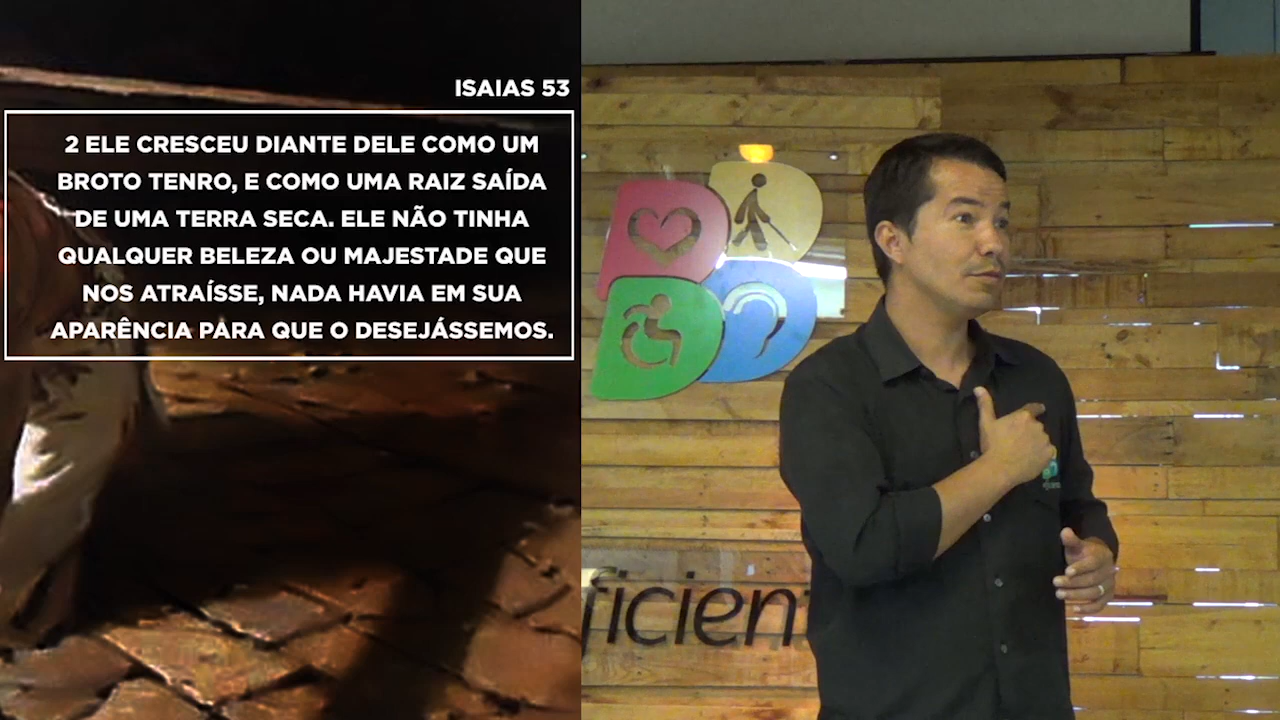 ISAIAS 53
2 ELE CRESCEU DIANTE DELE COMO UM
BROTO TENRO, E COMO UMA RAIZ SAÍDA
DE UMA TERRA SECA. ELE NÃO TINHA
QUALQUER BELEZA OU MAJESTADE QUE
NOS ATRAÍSSE, NADA HAVIA EM SUA
APARÊNCIA PARA QUE O DESEJÁSSEMOS.
ficient